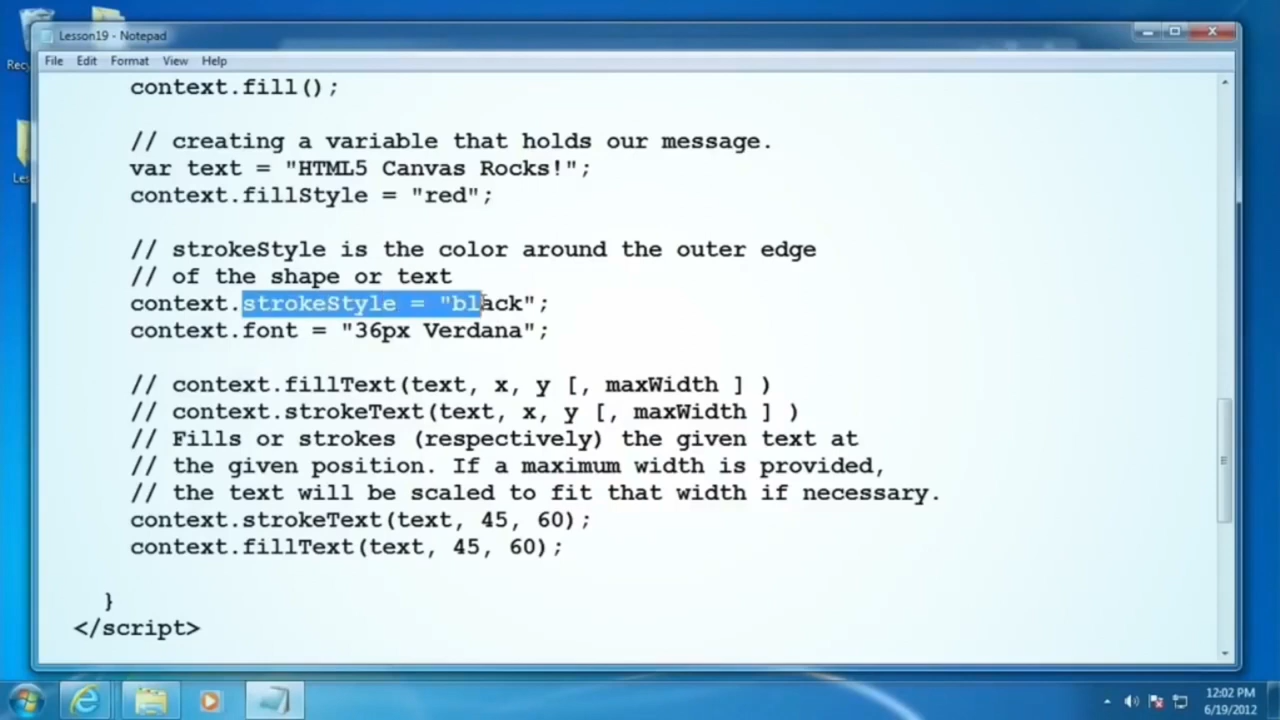 Lesson19 - Notepad
File Edit Format View Help
context.fill();
// creating a variable that holds our message.
var text = "HTML5 Canvas Rocks!";
context.fillStyle = "red";
// strokeStyle is the color around the outer edge
// of the shape or text
context.strokeStyle = "black";
context.font = "36px Verdana";
// context.fillText(text, x, y [, maxWidth ] )
// context.strokeText(text, x, y [, maxWidth ] )
// Fills or strokes (respectively) the given text at
// the given position. If a maximum width is provided,
// the text will be scaled to fit that width if necessary.
context.strokeText(text, 45, 60);
context.fillText(text, 45, 60);
}
</script>
12:02 PM
6/19/2012